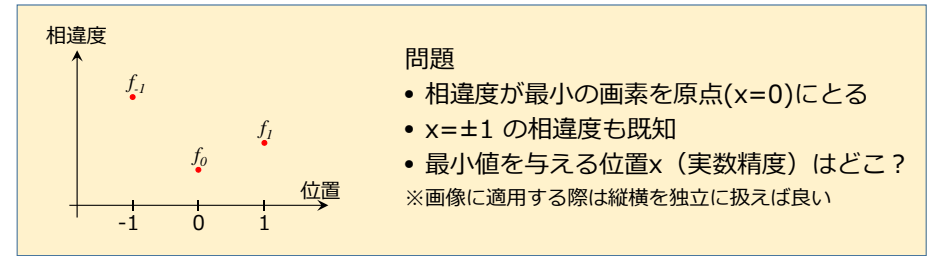 相違度
f-1
f0
f1
位置
-1 0 1
問題
• 相違度が最小の画素を原点(x=0)にとる
• x=±1 の相違度も既知
• 最小値を与える位置x（実数精度）はどこ？
※画像に適用する際は縦横を独立に扱えば良い